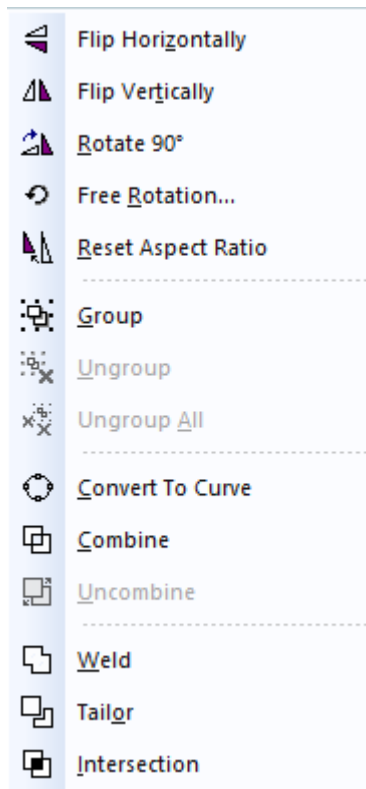 Flip Horizontally
Flip Vertically
Rotate 90°
Free Rotation...
Reset Aspect Ratio
Group
Ungroup
Ungroup All
Convert To Curve
Combine
Uncombine
Weld
Tailor
Intersection